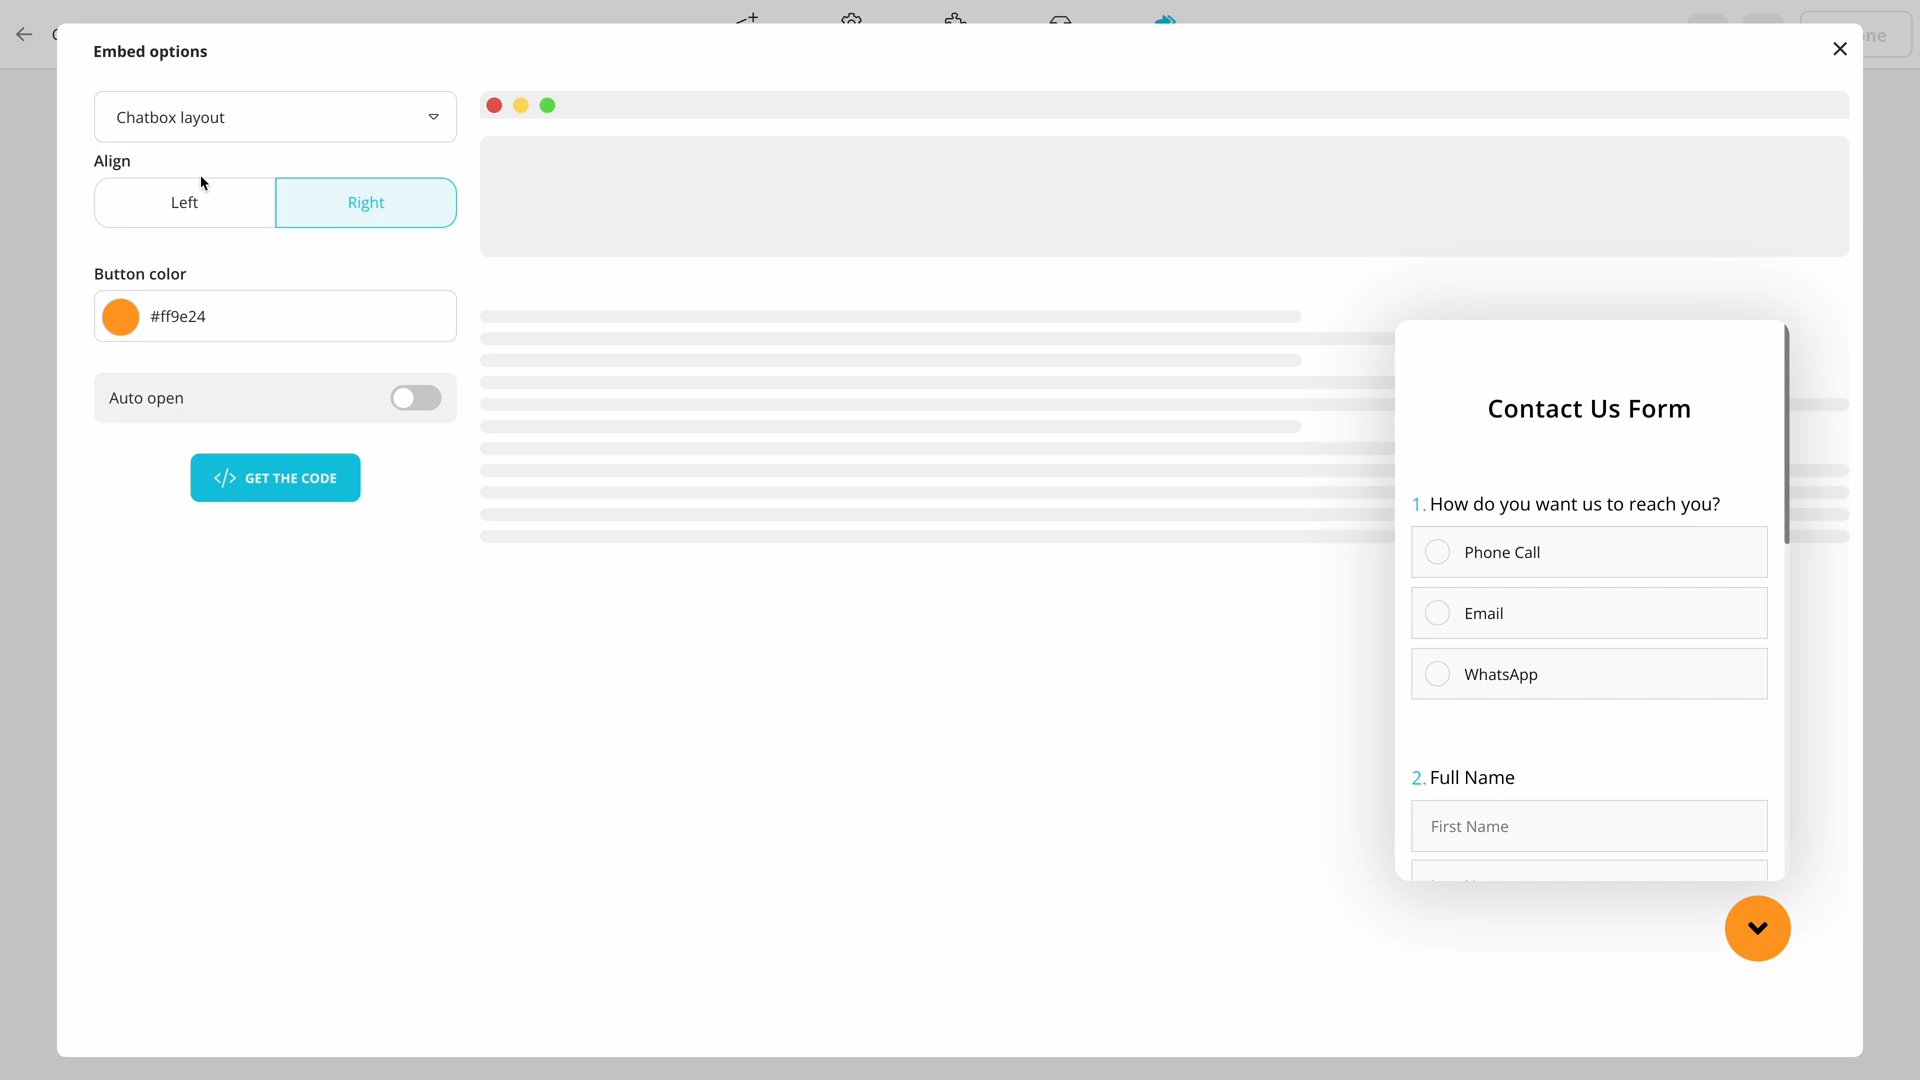 Embed options
Chatbox layout
Align
Left
Right
Button color
#ff9e24
Auto open
</> GET THE CODE
Contact Us Form
1. How do you want us to reach you?
Phone Call
Email
WhatsApp
2. Full Name
First Name